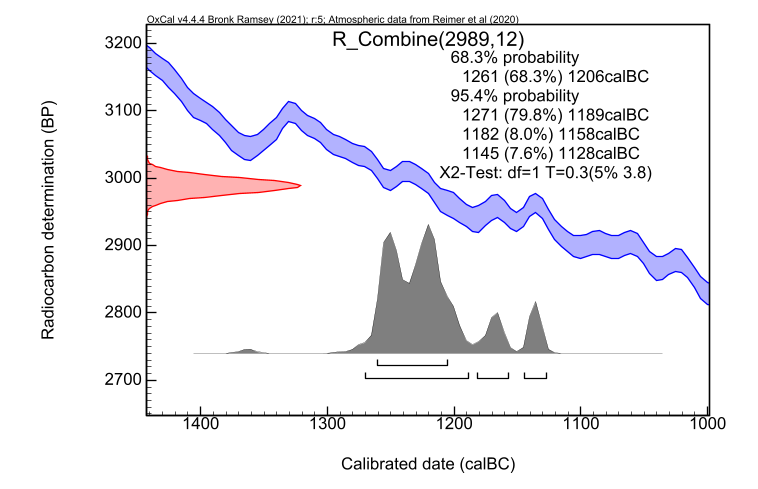 OxCal v4.4.4 Bronk Ramsey (2021); r:5; Atmospheric data from Reimer et al (2020)
R_Combine(2989,12)
68.3% probability
1261 (68.3%) 1206calBC
95.4% probability
1271 (79.8%) 1189calBC
1182 (8.0%) 1158calBC
1145 (7.6%) 1128calBC
X2-Test: df=1 T=0.3(5% 3.8)
Radiocarbon determination (BP)
3200
3100
3000
2900
2800
2700
1400 1300 1200 1100 1000
Calibrated date (calBC)